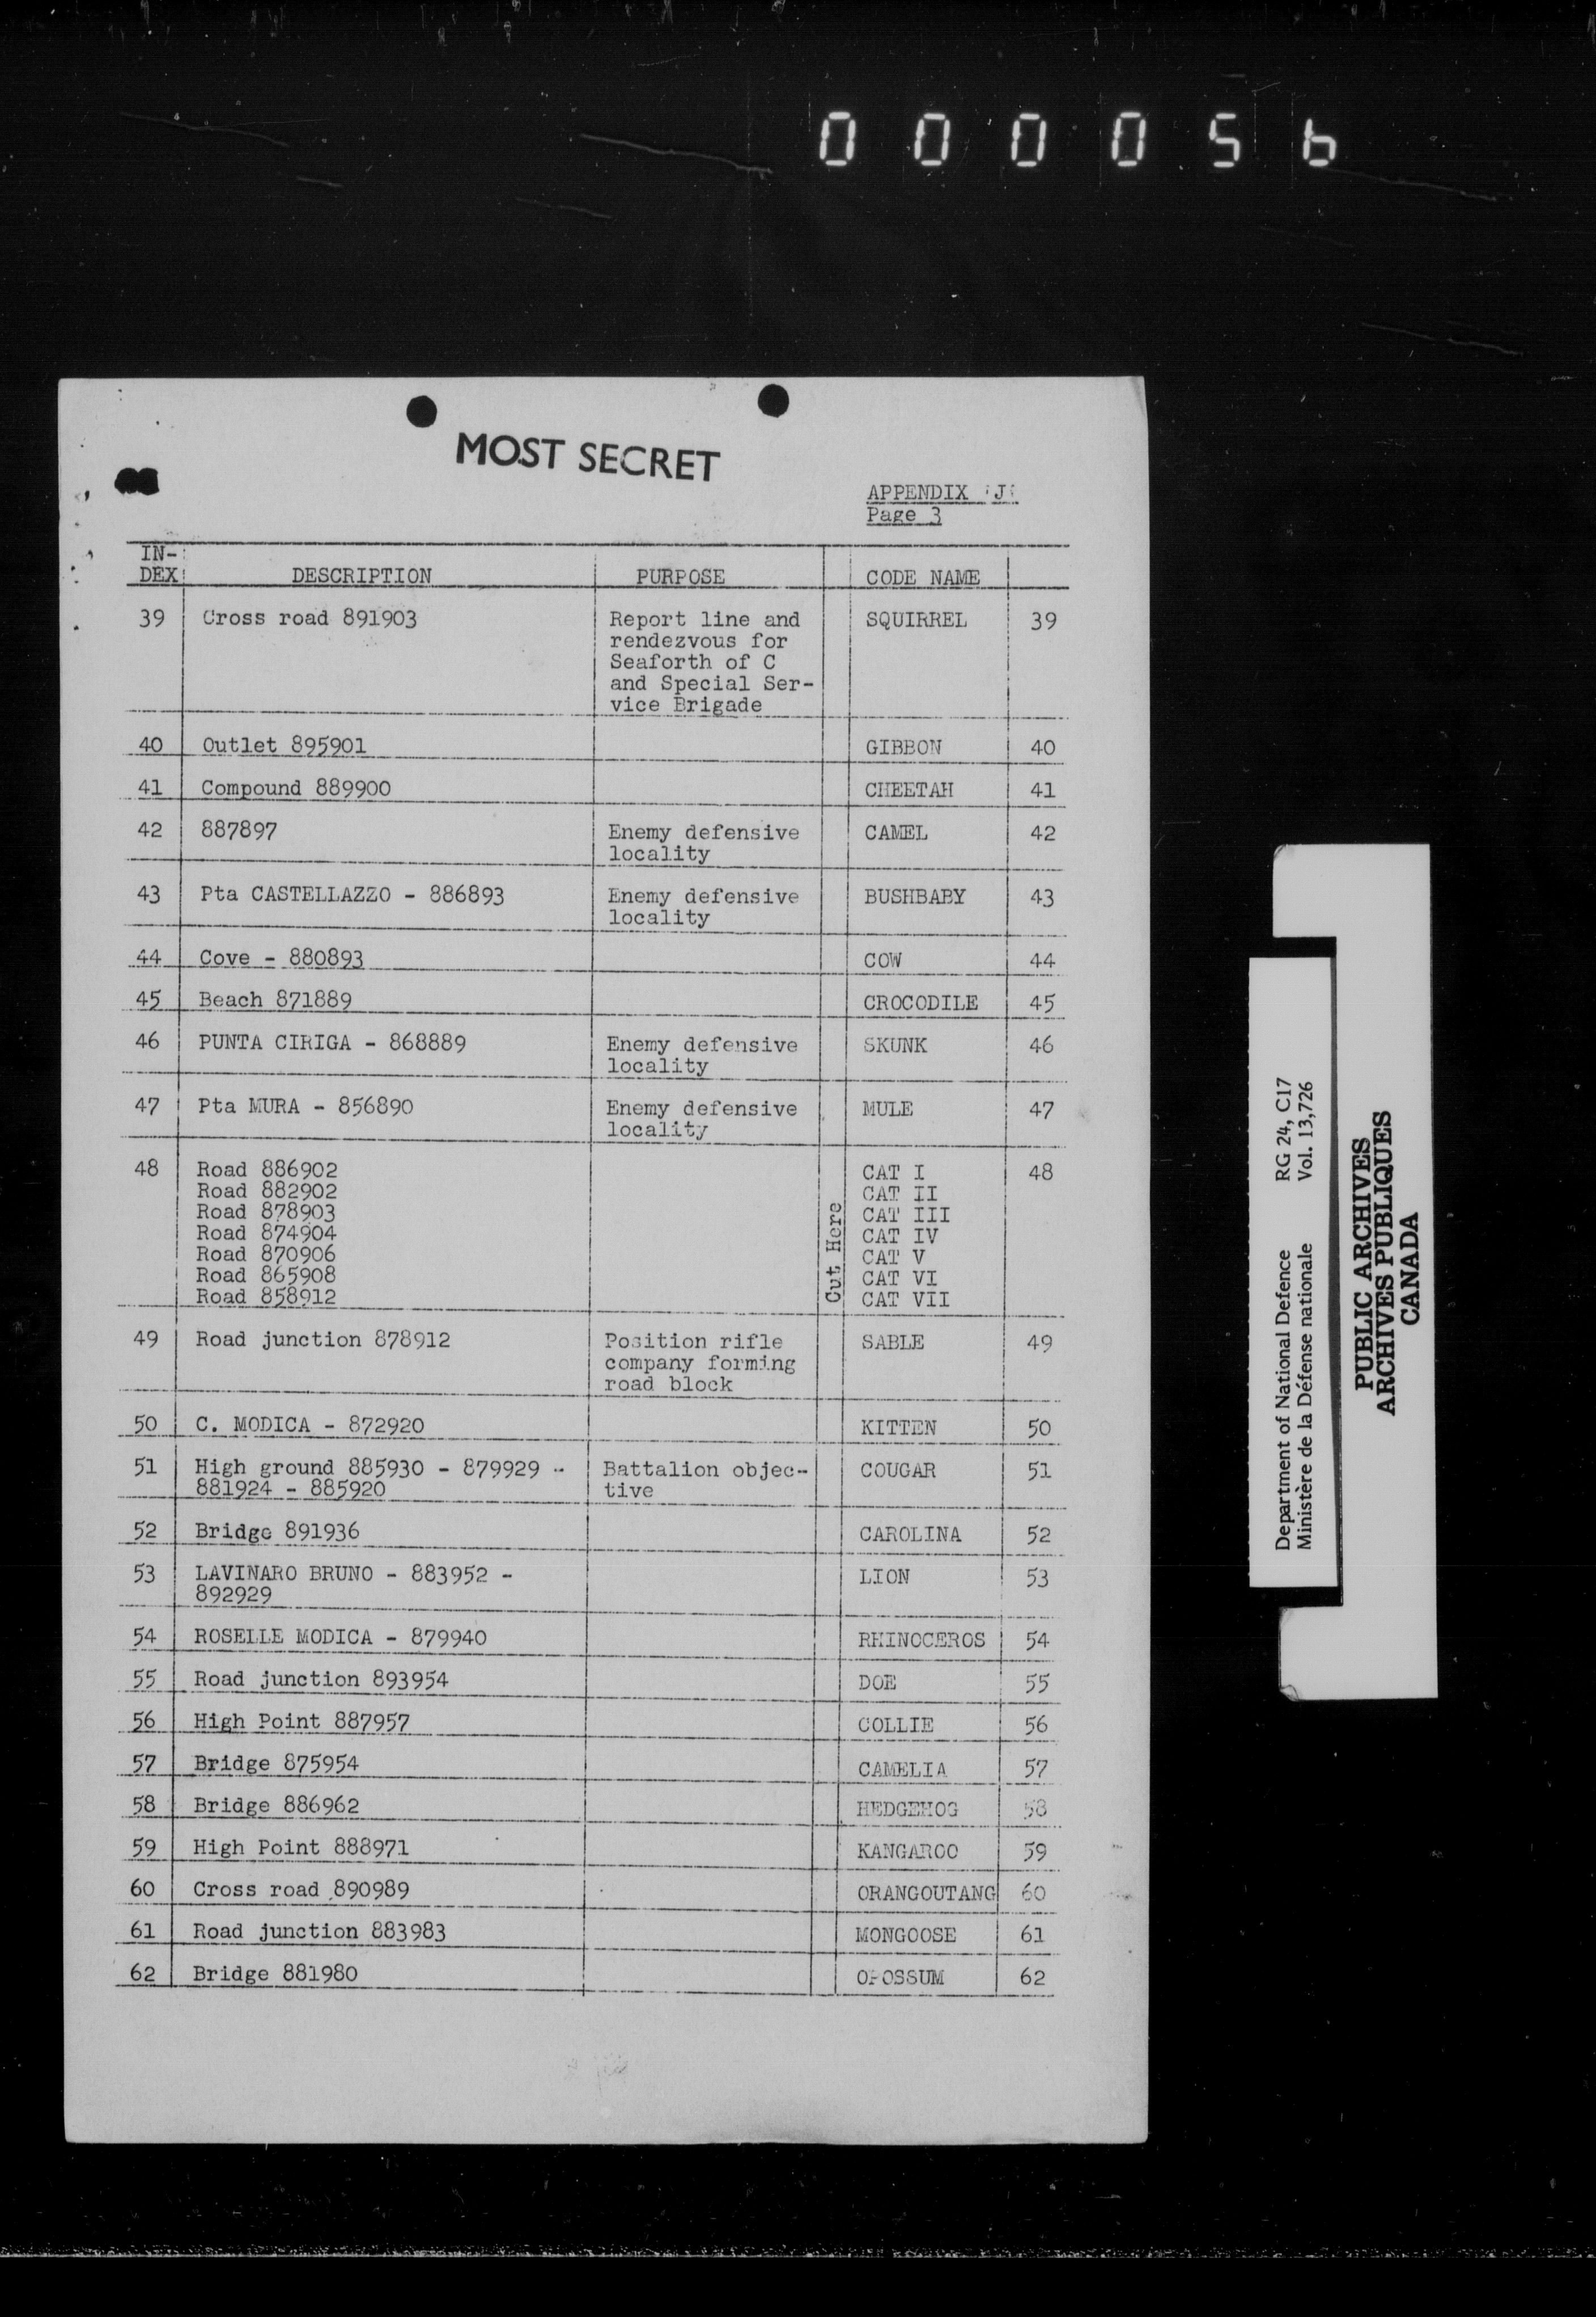 000056
MOST SECRET
APPENDIX 'J'
Page 3
IN-
DEX DESCRIPTION PURPOSE CODE NAME
39 Cross road 891903 Report line and SQUIRREL 39
rendezvous for
Seaforth of C
and Special Ser-
vice Brigade
40 Outlet 895901 GIBBON 40
41 Compound 889900 CHEETAH 41
42 887897 Enemy defensive CAMEL 42
locality
43 Pta CASTELLAZZO - 886893 Enemy defensive BUSHBABY 43
locality
44 Cove - 880893 COW 44
45 Beach 871889 CROCODILE 45
46 PUNTA CIRIGA - 868889 Enemy defensive SKUNK 46
locality
47 Pta MURA - 856890 Enemy defensive MULE 47
locality
48 Road 886902 CAT I 48
Road 882902 CAT II
Road 878903 CAT III
Road 874904 CAT IV
Road 870906 CAT V
Road 865908 CAT VI
Road 858912 CAT VII
Cut Here
49 Road junction 878912 Position rifle SABLE 49
company forming
road block
50 C. MODICA - 872920 KITTEN 50
51 High ground 885930 - 879929 - Battalion objec- COUGAR 51
881924 - 885920 tive
52 Bridge 891936 CAROLINA 52
53 LAVINARO BRUNO - 883952 - LION 53
892929
54 ROSELLE MODICA - 879940 RHINOCEROS 54
55 Road junction 893954 DOE 55
56 High Point 887957 COLLIE 56
57 Bridge 875954 CAMELIA 57
58 Bridge 886962 HEDGEHOG 58
59 High Point 888971 KANGAROO 59
60 Cross road 890989 ORANGOUTANG 60
61 Road junction 883983 MONGOOSE 61
62 Bridge 881980 OPOSSUM 62
Department of National Defence RG 24, C17
Ministère de la Défense nationale Vol. 13,726
PUBLIC ARCHIVES
ARCHIVES PUBLIQUES
CANADA